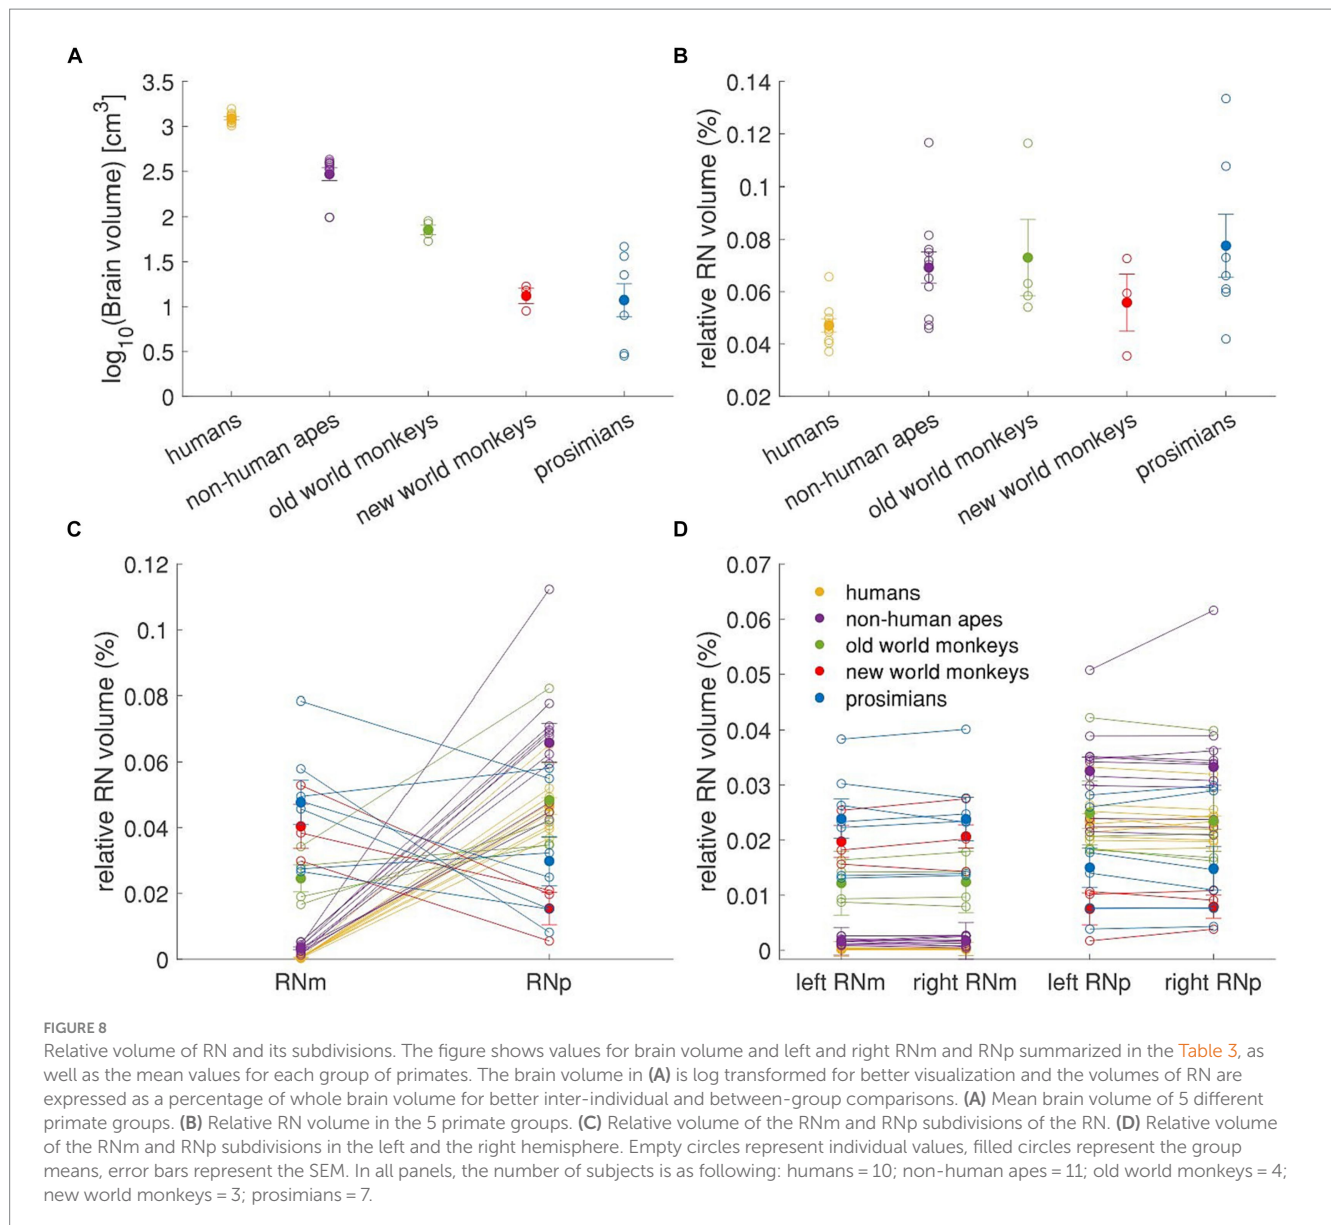 A
3.5
3
2.5
2
1.5
1
0.5
0
log10(Brain volume) [cm3]
humans
non-human apes
old world monkeys
new world monkeys
prosimians
B
0.14
0.12
0.1
0.08
0.06
0.04
0.02
relative RN volume (%)
humans
non-human apes
old world monkeys
new world monkeys
prosimians
C
0.12
0.1
0.08
0.06
0.04
0.02
0
relative RN volume (%)
RNm
RNp
D
0.07
0.06
0.05
0.04
0.03
0.02
0.01
0
relative RN volume (%)
humans
non-human apes
old world monkeys
new world monkeys
prosimians
left RNm
right RNm
left RNp
right RNp
FIGURE 8
Relative volume of RN and its subdivisions. The figure shows values for brain volume and left and right RNm and RNp summarized in the Table 3, as
well as the mean values for each group of primates. The brain volume in (A) is log transformed for better visualization and the volumes of RN are
expressed as a percentage of whole brain volume for better inter-individual and between-group comparisons. (A) Mean brain volume of 5 different
primate groups. (B) Relative RN volume in the 5 primate groups. (C) Relative volume of the RNm and RNp subdivisions of the RN. (D) Relative volume
of the RNm and RNp subdivisions in the left and the right hemisphere. Empty circles represent individual values, filled circles represent the group
means, error bars represent the SEM. In all panels, the number of subjects is as following: humans = 10; non-human apes = 11; old world monkeys = 4;
new world monkeys = 3; prosimians = 7.